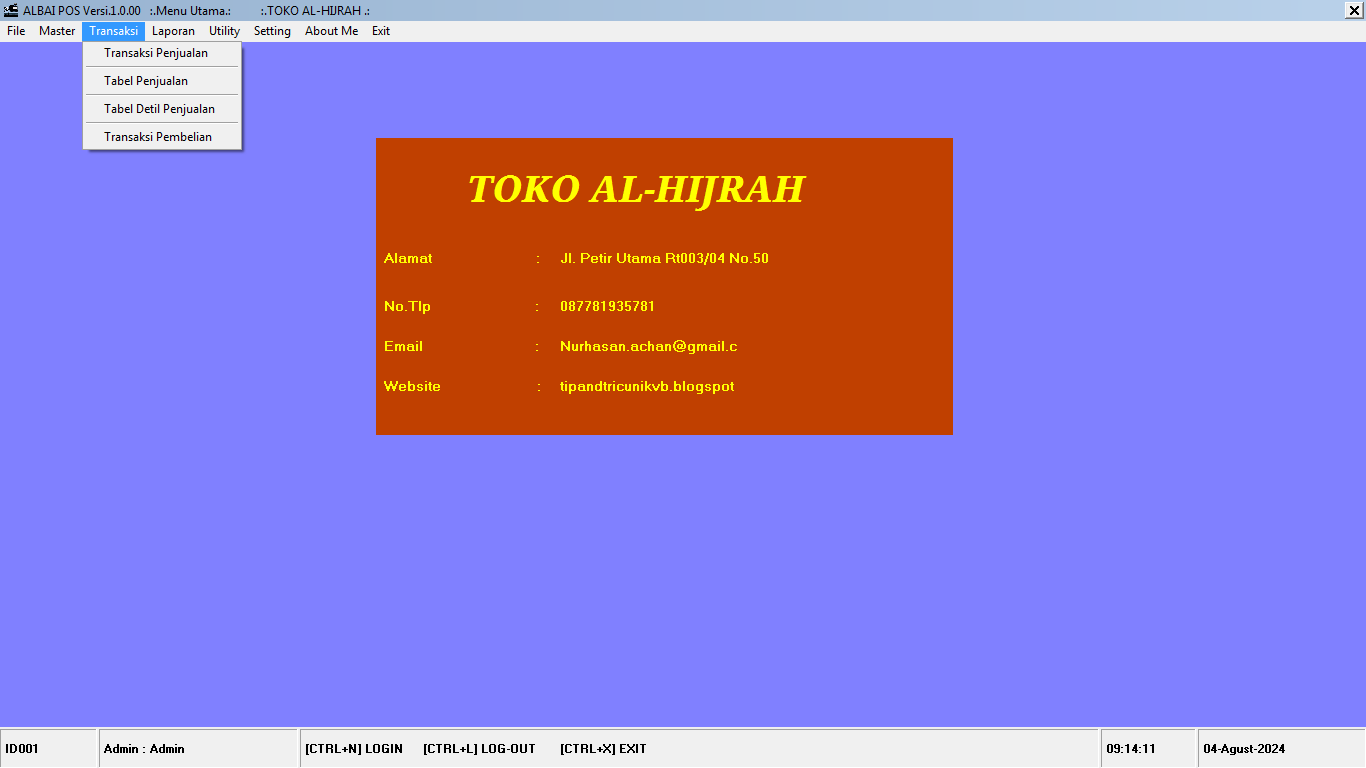 ALBAI POS Versi.1.0.00 :.Menu Utama.: :.TOKO AL-HIJRAH .:
File Master Transaksi Laporan Utility Setting About Me Exit
Transaksi Penjualan
Tabel Penjualan
Tabel Detil Penjualan
Transaksi Pembelian
TOKO AL-HIJRAH
Alamat : Jl. Petir Utama Rt003/04 No.50
No.Tlp : 087781935781
Email : Nurhasan.achan@gmail.c
Website : tipandtricunikvb.blogspot
ID001 Admin : Admin [CTRL+N] LOGIN [CTRL+L] LOG-OUT [CTRL+X] EXIT 09:14:11 04-Agust-2024